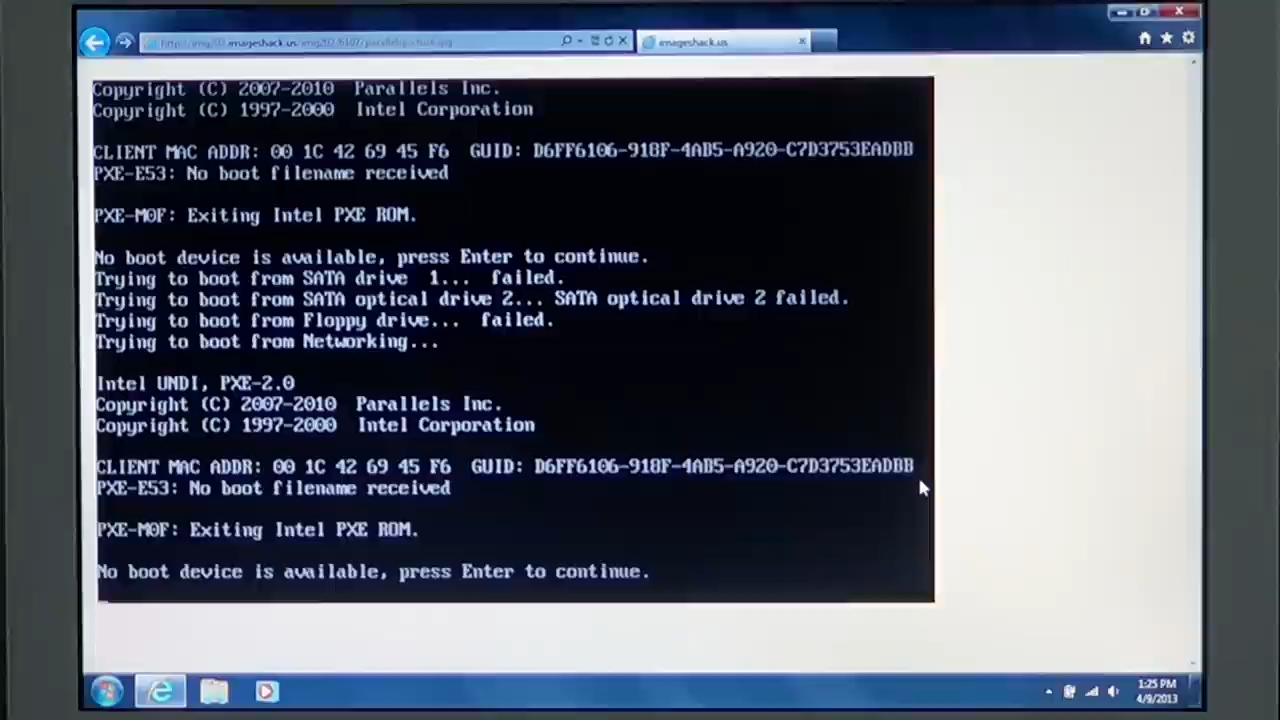 imageshack.us
Copyright (C) 2007-2010 Parallels Inc.
Copyright (C) 1997-2000 Intel Corporation
CLIENT MAC ADDR: 00 1C 42 69 45 F6 GUID: D6FF6106-918F-4AB5-A920-C7D3753EADBB
PXE-E53: No boot filename received
PXE-M0F: Exiting Intel PXE ROM.
No boot device is available, press Enter to continue.
Trying to boot from SATA drive 1... failed.
Trying to boot from SATA optical drive 2... SATA optical drive 2 failed.
Trying to boot from Floppy drive... failed.
Trying to boot from Networking...
Intel UNDI, PXE-2.0
Copyright (C) 2007-2010 Parallels Inc.
Copyright (C) 1997-2000 Intel Corporation
CLIENT MAC ADDR: 00 1C 42 69 45 F6 GUID: D6FF6106-918F-4AB5-A920-C7D3753EADBB
PXE-E53: No boot filename received
PXE-M0F: Exiting Intel PXE ROM.
No boot device is available, press Enter to continue.
1:25 PM
4/9/2013